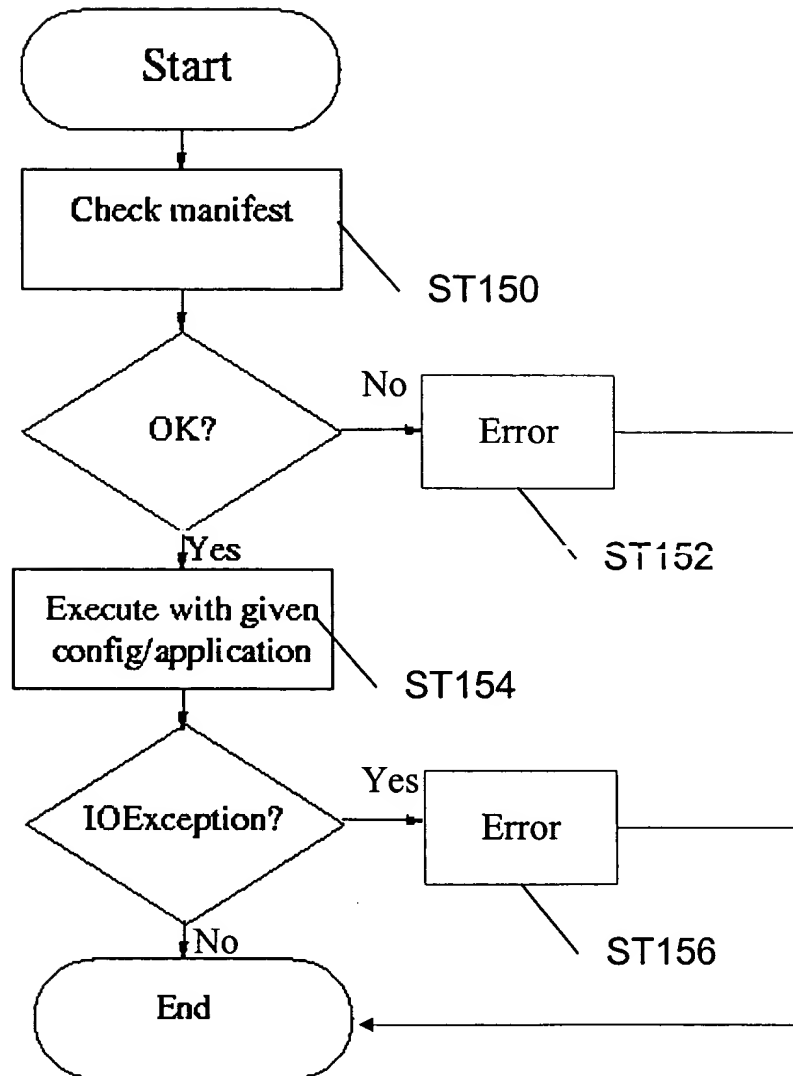 Start
Check manifest
ST150
OK?
No
Error
ST152
Yes
Execute with given
config/application
ST154
IOException?
Yes
Error
ST156
No
End